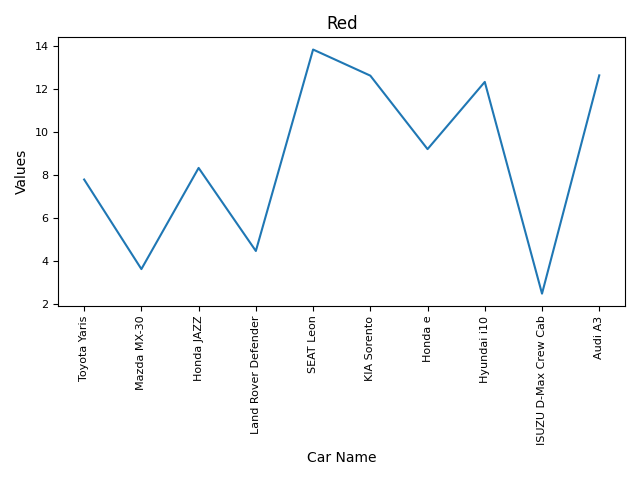 Red
Values
14
12
10
8
6
4
2
Toyota Yaris
Mazda MX-30
Honda JAZZ
Land Rover Defender
SEAT Leon
KIA Sorento
Honda e
Hyundai i10
ISUZU D-Max Crew Cab
Audi A3
Car Name